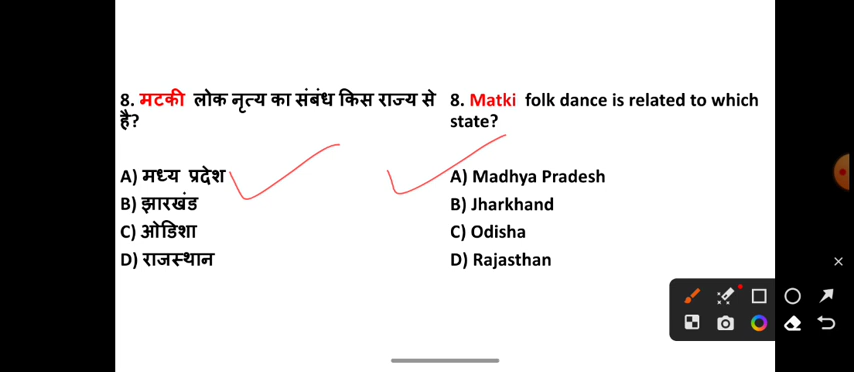 8. मटकी लोक नृत्य का संबंध किस राज्य से
है?
A) मध्य प्रदेश
B) झारखंड
C) ओडिशा
D) राजस्थान
8. Matki folk dance is related to which
state?
A) Madhya Pradesh
B) Jharkhand
C) Odisha
D) Rajasthan